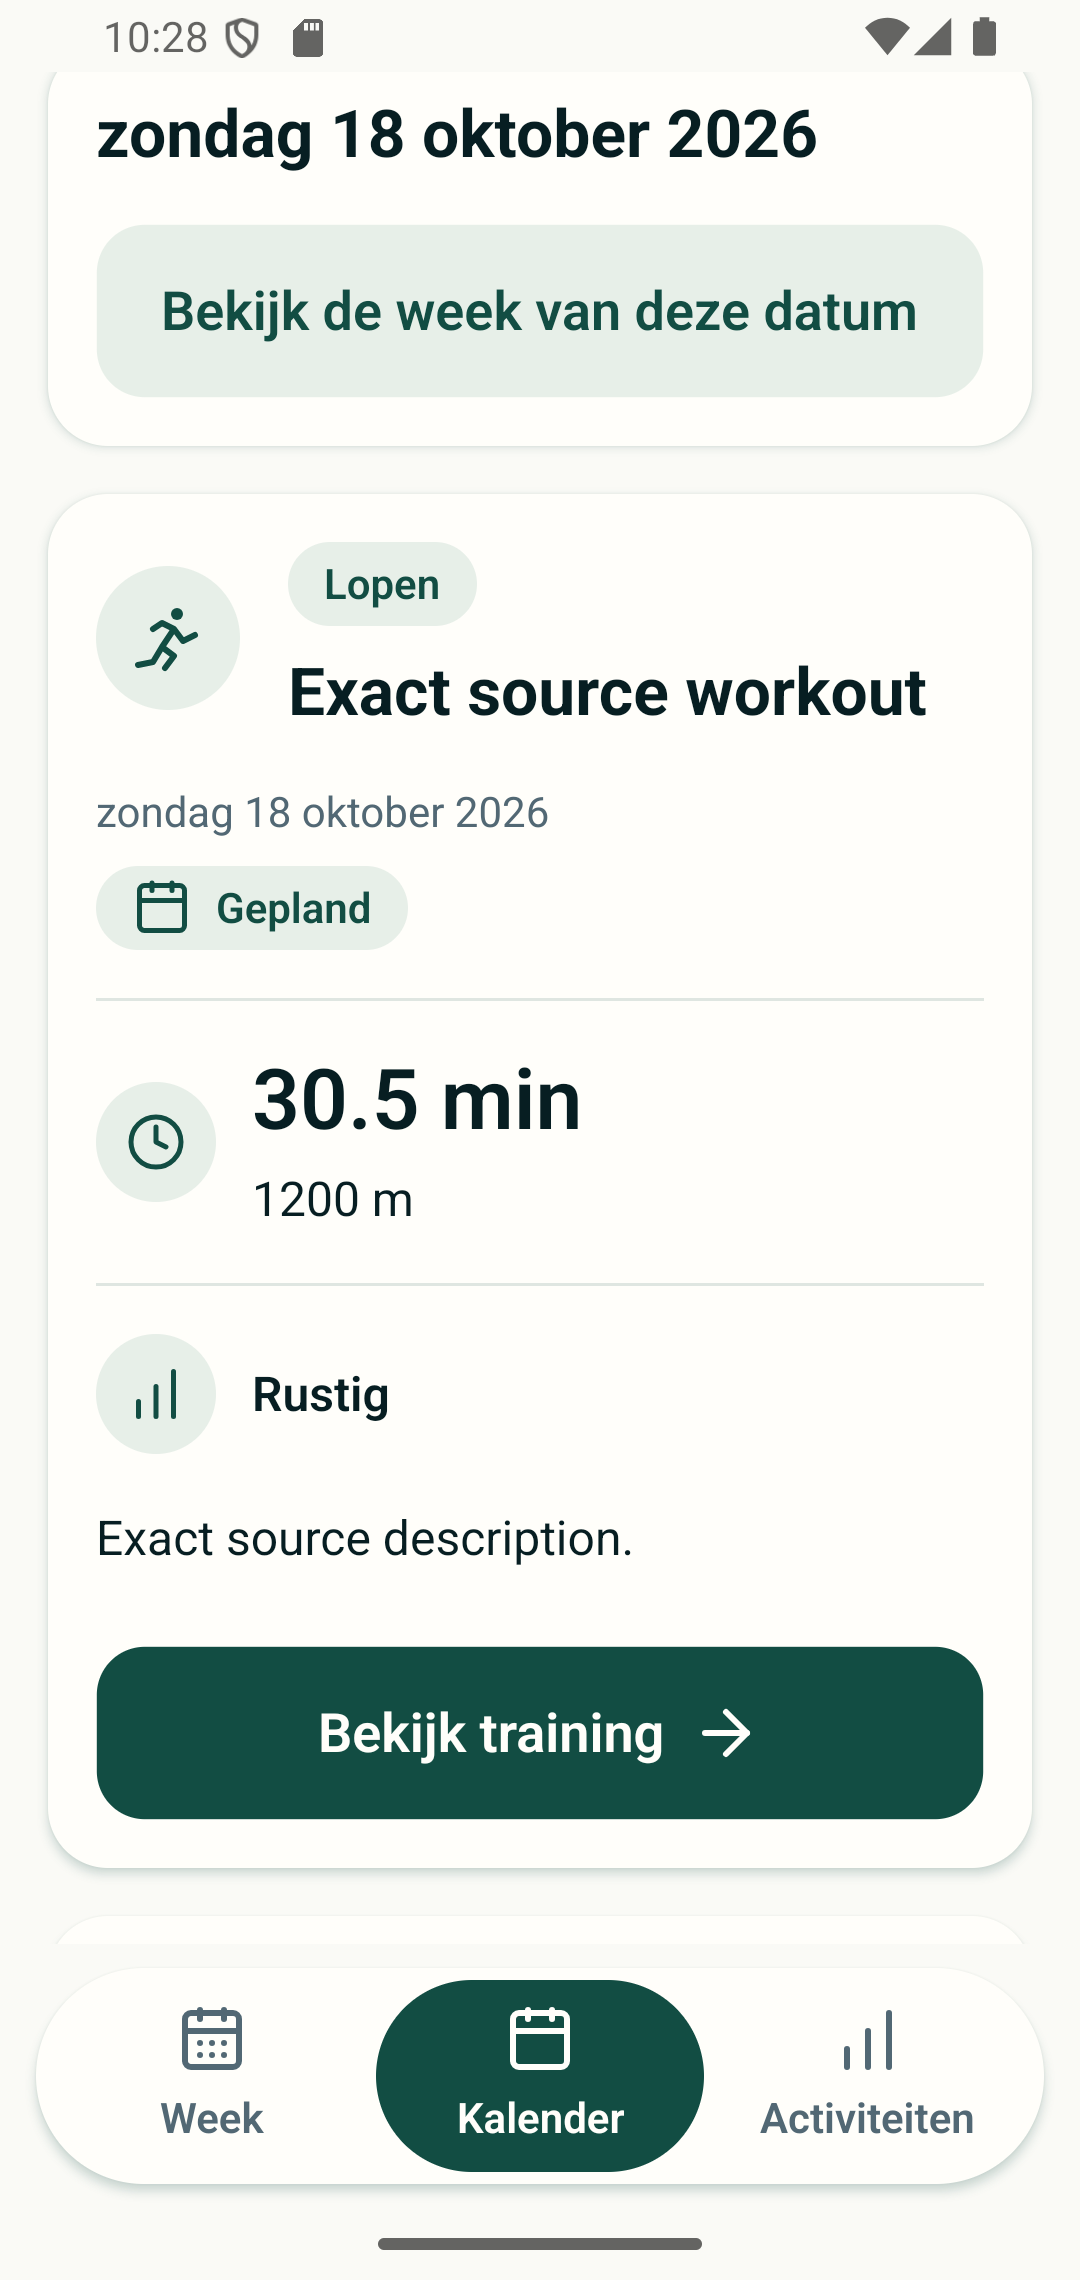 10:28
zondag 18 oktober 2026
Bekijk de week van deze datum
Lopen
Exact source workout
zondag 18 oktober 2026
Gepland
30.5 min
1200 m
Rustig
Exact source description.
Bekijk training
Week
Kalender
Activiteiten